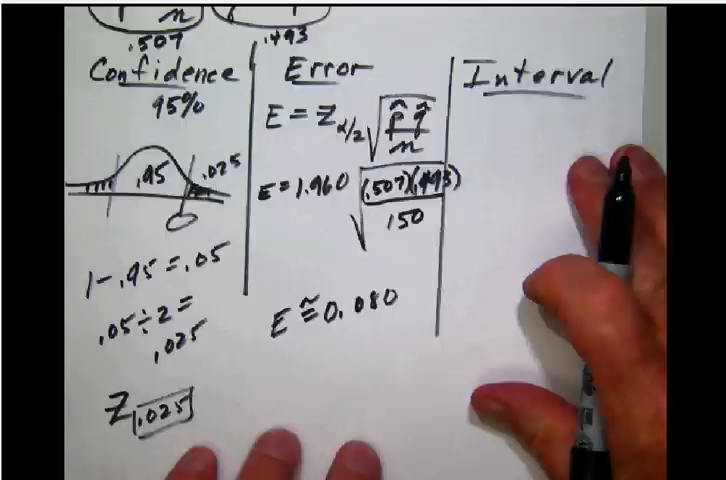 n
.507
.493
Confidence
95%
.95
.025
1-.95=.05
.05÷2=
.025
Z.025
Error
E = Zα/2 √p̂ q̂
n
E=1.960 √(.507)(.493)
150
E≅0.080
Interval